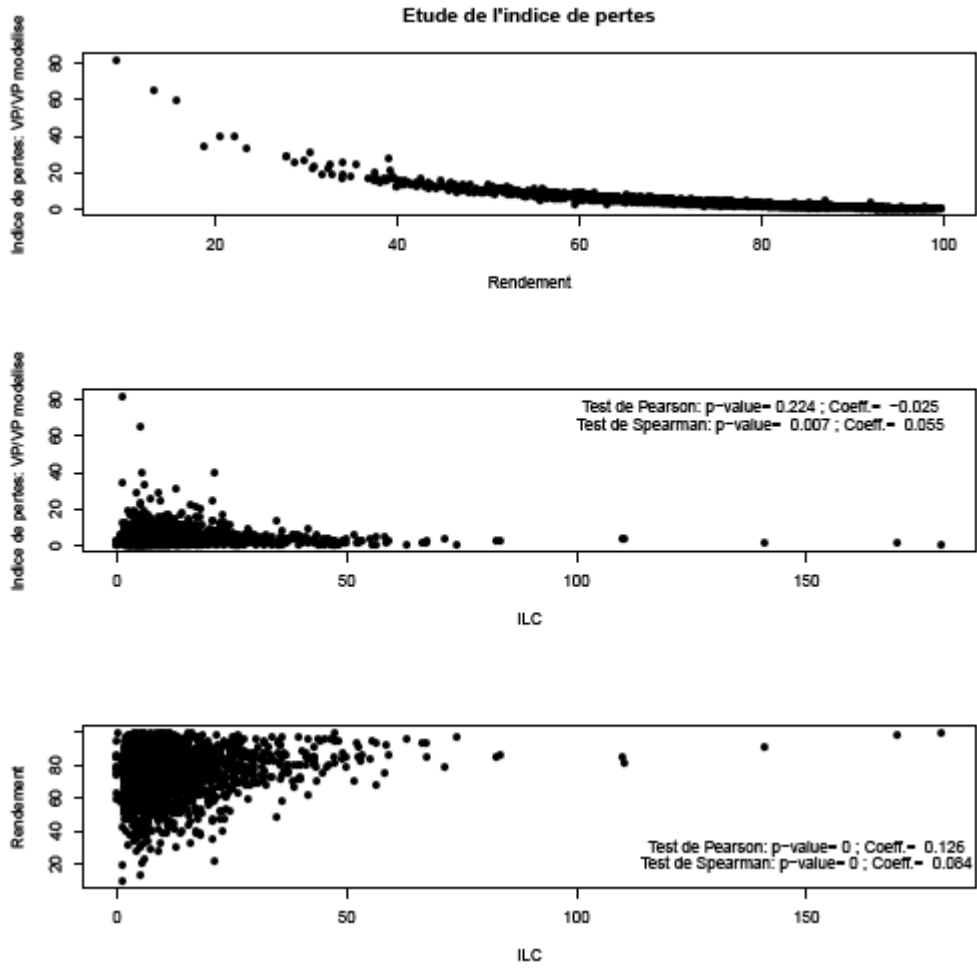 Etude de l'indice de pertes
Indice de pertes: VP/VP modelise
80
60
40
20
0
20 40 60 80 100
Rendement
Indice de pertes: VP/VP modelise
80
60
40
20
0
Test de Pearson: p-value= 0.224 ; Coeff.= -0.025
Test de Spearman: p-value= 0.007 ; Coeff.= 0.055
0 50 100 150
ILC
Rendement
80
60
40
20
Test de Pearson: p-value= 0 ; Coeff.= 0.126
Test de Spearman: p-value= 0 ; Coeff.= 0.084
0 50 100 150
ILC